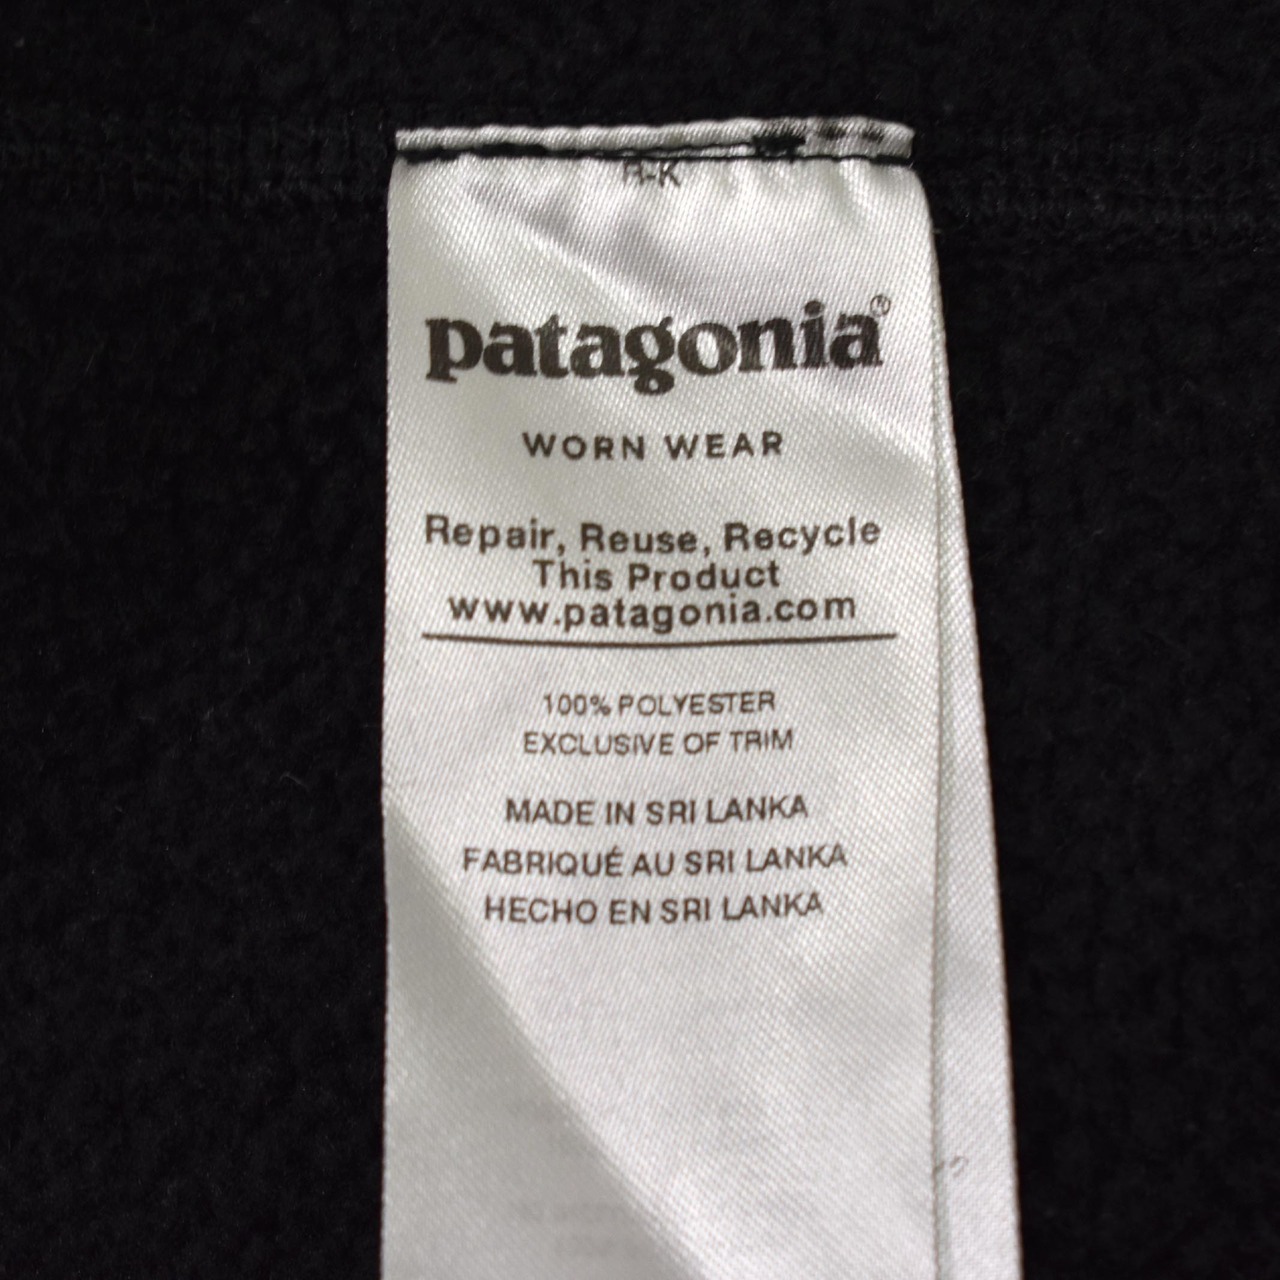 patagonia®
WORN WEAR
Repair, Reuse, Recycle
This Product
www.patagonia.com
100% POLYESTER
EXCLUSIVE OF TRIM
MADE IN SRI LANKA
FABRIQUÉ AU SRI LANKA
HECHO EN SRI LANKA